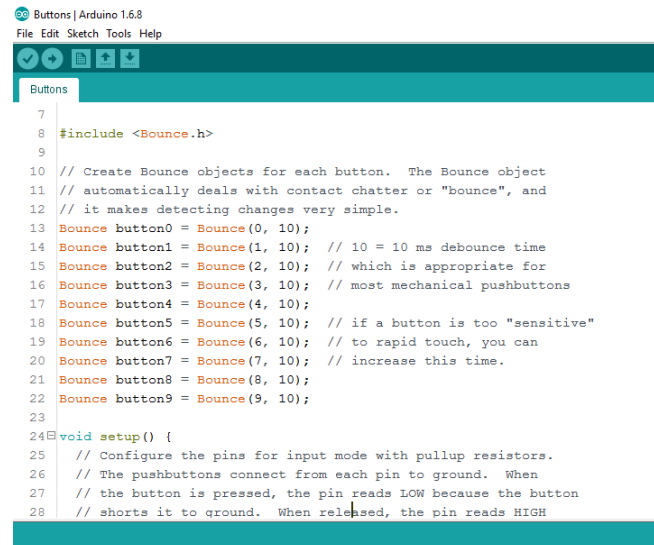 Buttons | Arduino 1.6.8
File Edit Sketch Tools Help
Buttons
7
8 #include <Bounce.h>
9
10 // Create Bounce objects for each button.  The Bounce object
11 // automatically deals with contact chatter or "bounce", and
12 // it makes detecting changes very simple.
13 Bounce button0 = Bounce(0, 10);
14 Bounce button1 = Bounce(1, 10);  // 10 = 10 ms debounce time
15 Bounce button2 = Bounce(2, 10);  // which is appropriate for
16 Bounce button3 = Bounce(3, 10);  // most mechanical pushbuttons
17 Bounce button4 = Bounce(4, 10);
18 Bounce button5 = Bounce(5, 10);  // if a button is too "sensitive"
19 Bounce button6 = Bounce(6, 10);  // to rapid touch, you can
20 Bounce button7 = Bounce(7, 10);  // increase this time.
21 Bounce button8 = Bounce(8, 10);
22 Bounce button9 = Bounce(9, 10);
23
24 void setup() {
25   // Configure the pins for input mode with pullup resistors.
26   // The pushbuttons connect from each pin to ground.  When
27   // the button is pressed, the pin reads LOW because the button
28   // shorts it to ground.  When released, the pin reads HIGH